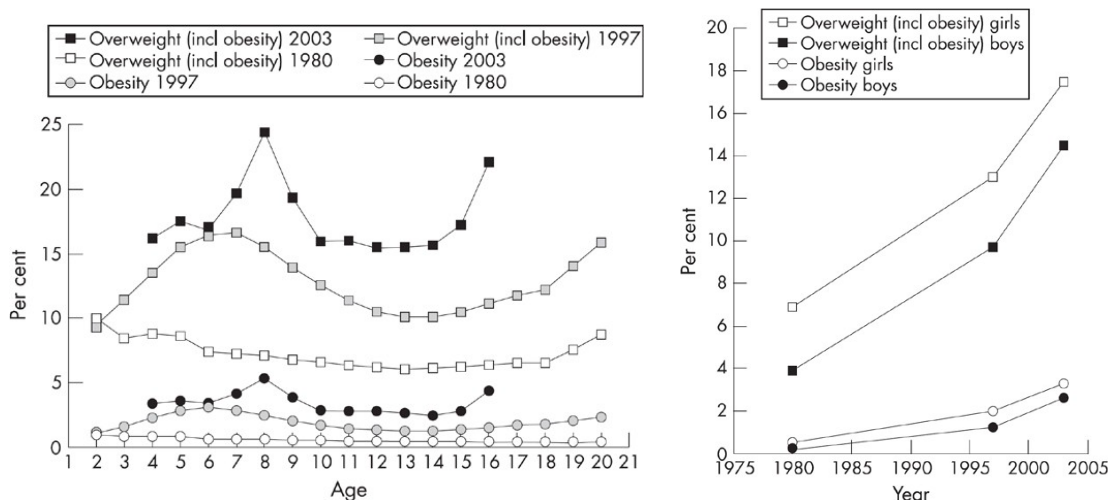 Overweight (incl obesity) 2003
Overweight (incl obesity) 1997
Overweight (incl obesity) 1980
Obesity 2003
Obesity 1997
Obesity 1980
25
20
15
10
5
0
Per cent
1 2 3 4 5 6 7 8 9 10 11 12 13 14 15 16 17 18 19 20 21
Age
Overweight (incl obesity) girls
Overweight (incl obesity) boys
Obesity girls
Obesity boys
20
18
16
14
12
10
8
6
4
2
0
Per cent
1975 1980 1985 1990 1995 2000 2005
Year